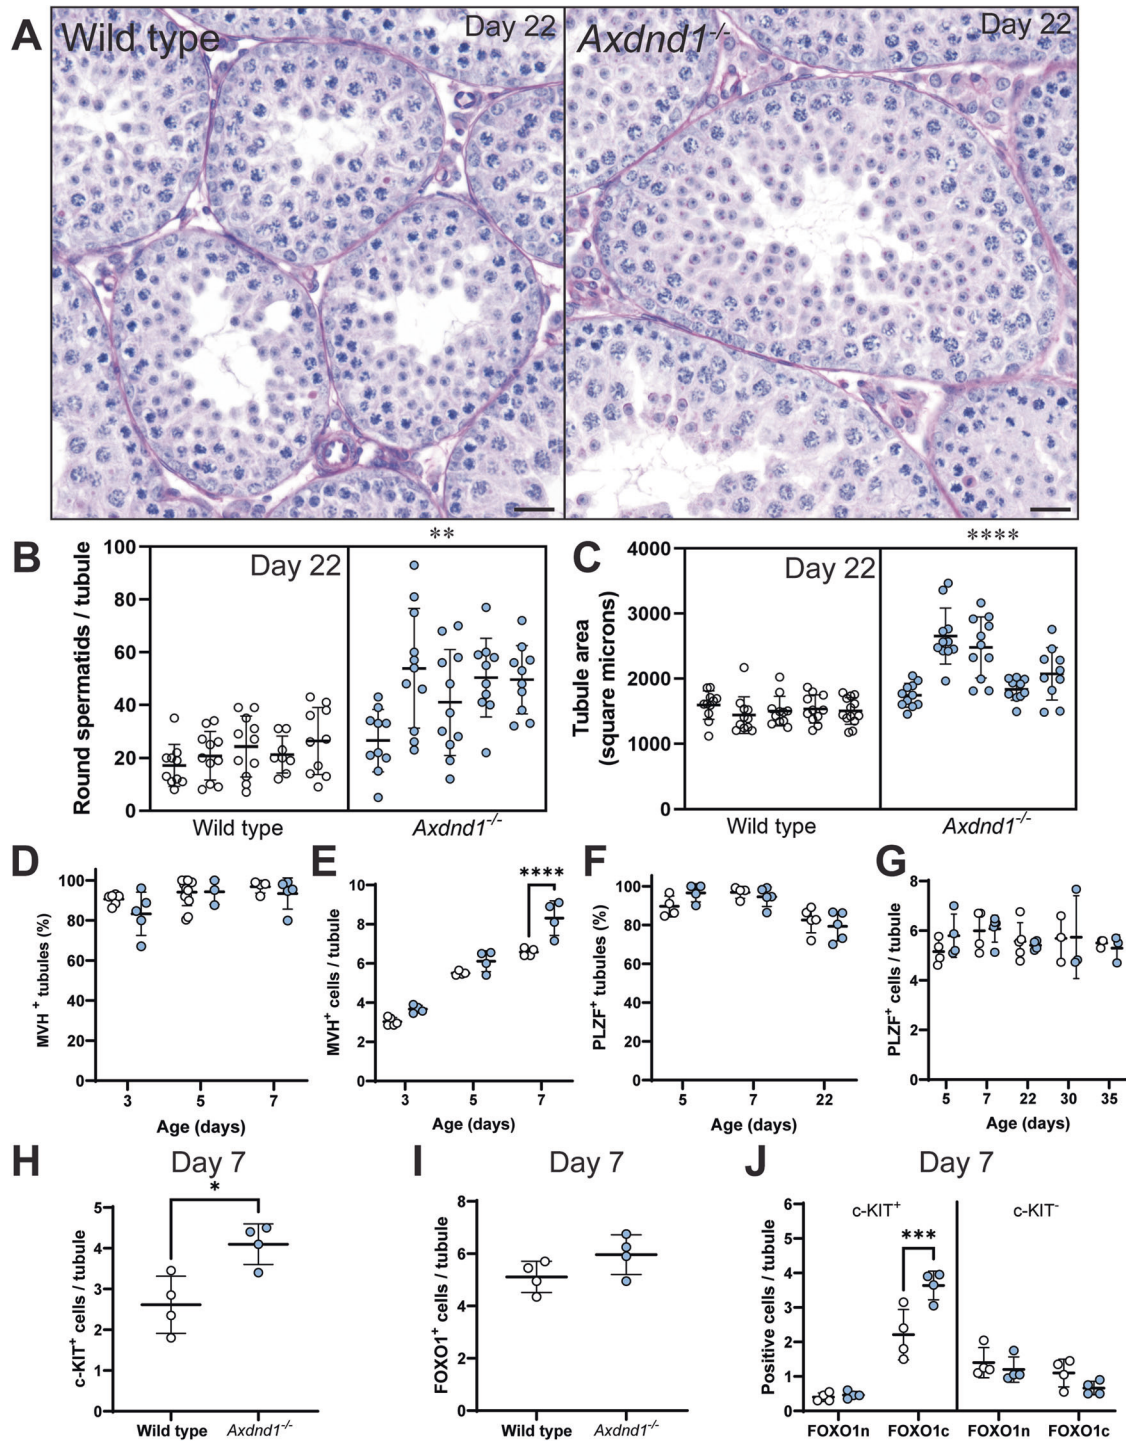 A
Wild type
Day 22
Axdnd1-/-
Day 22
B
Round spermatids / tubule
100
80
60
40
20
0
Day 22
**
Wild type
Axdnd1-/-
C
Tubule area
(square microns)
4000
3000
2000
1000
0
Day 22
****
Wild type
Axdnd1-/-
D
MVH + tubules (%)
100
80
60
40
20
0
3
5
7
Age (days)
E
MVH+ cells / tubule
10
8
6
4
2
0
****
3
5
7
Age (days)
F
PLZF+ tubules (%)
100
80
60
40
20
0
5
7
22
Age (days)
G
PLZF+ cells / tubule
8
6
4
2
0
5
7
22
30
35
Age (days)
H
Day 7
c-KIT+ cells / tubule
5
4
3
2
1
0
*
Wild type
Axdnd1-/-
I
Day 7
FOXO1+ cells / tubule
8
6
4
2
0
Wild type
Axdnd1-/-
J
Day 7
Positive cells / tubule
6
5
4
3
2
1
0
c-KIT+
c-KIT-
***
FOXO1n
FOXO1c
FOXO1n
FOXO1c